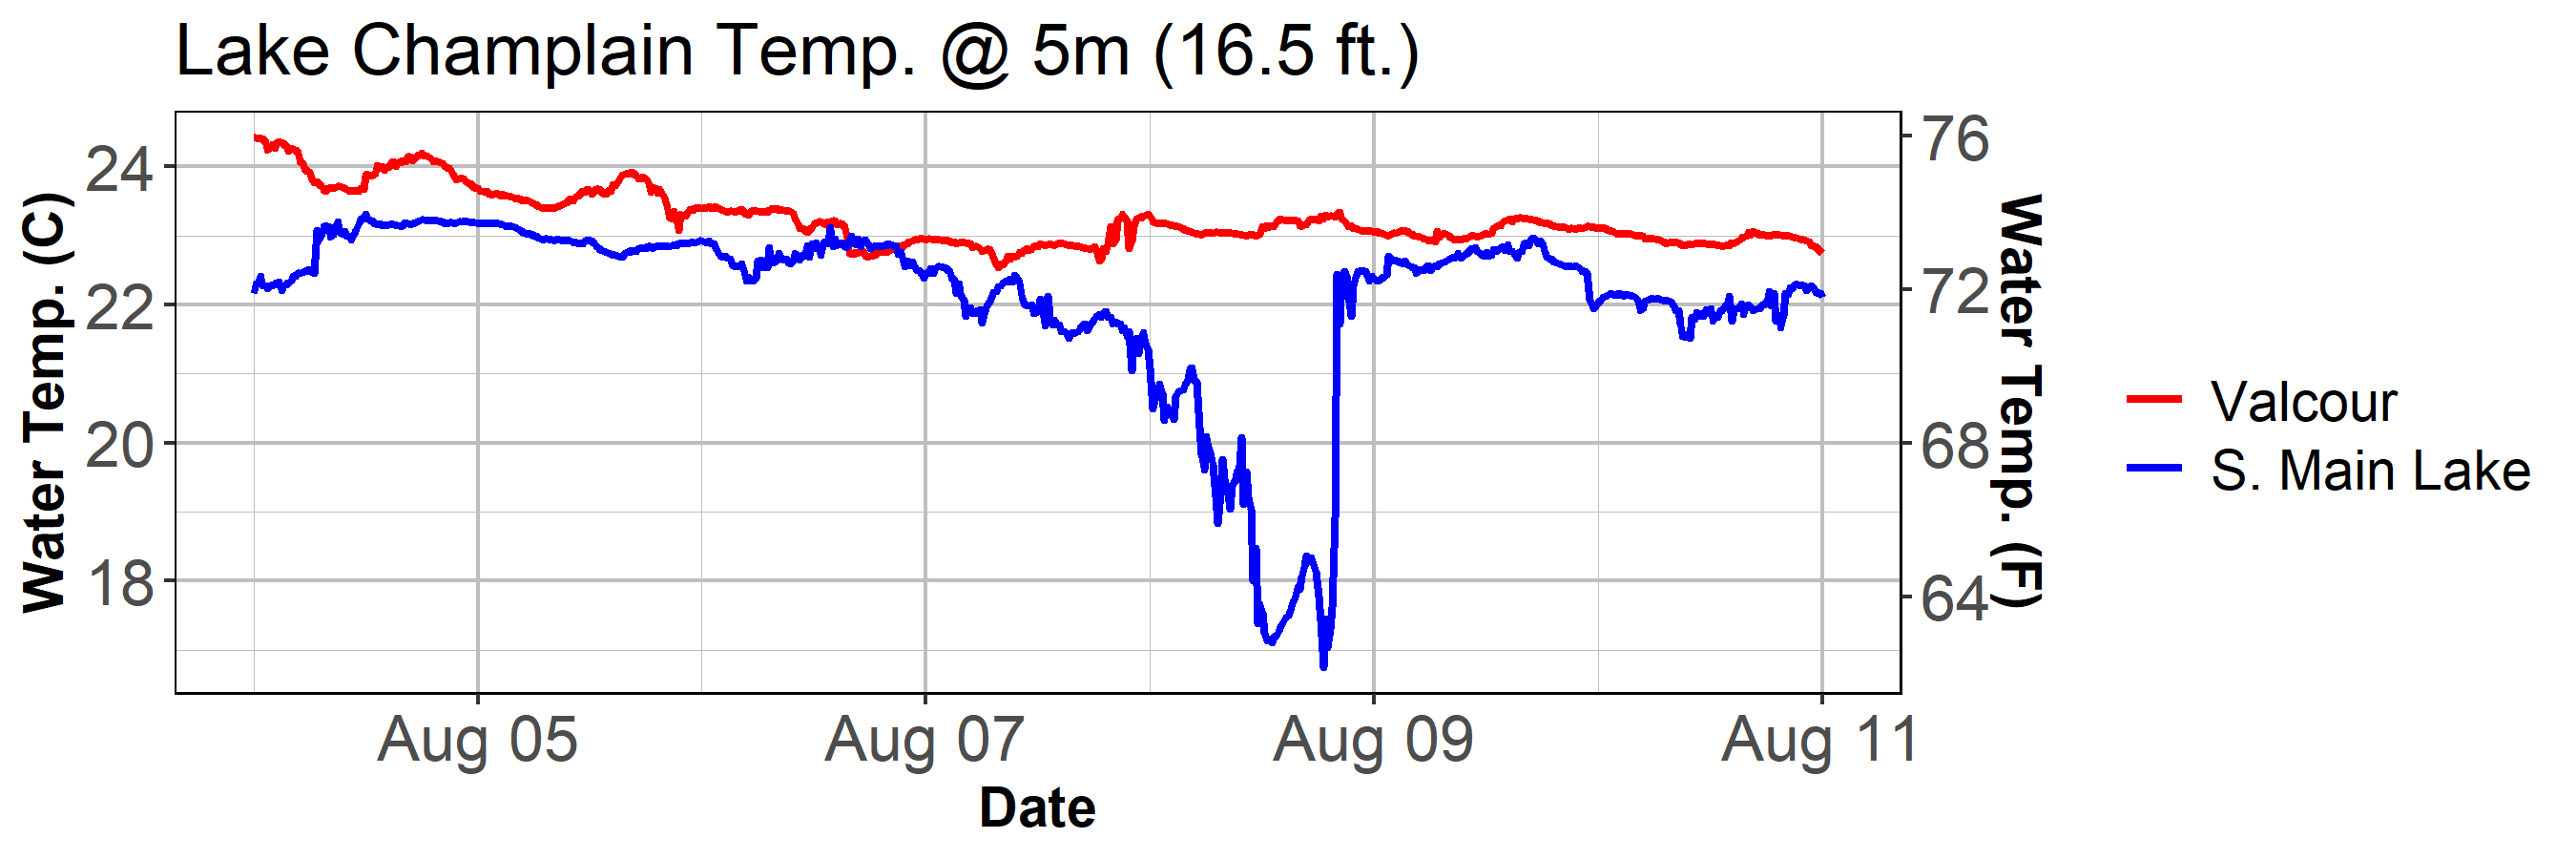 Lake Champlain Temp. @ 5m (16.5 ft.)
Water Temp. (C)
24
22
20
18
76
72
68
64
Water Temp. (F)
Aug 05
Aug 07
Aug 09
Aug 11
Date
Valcour
S. Main Lake